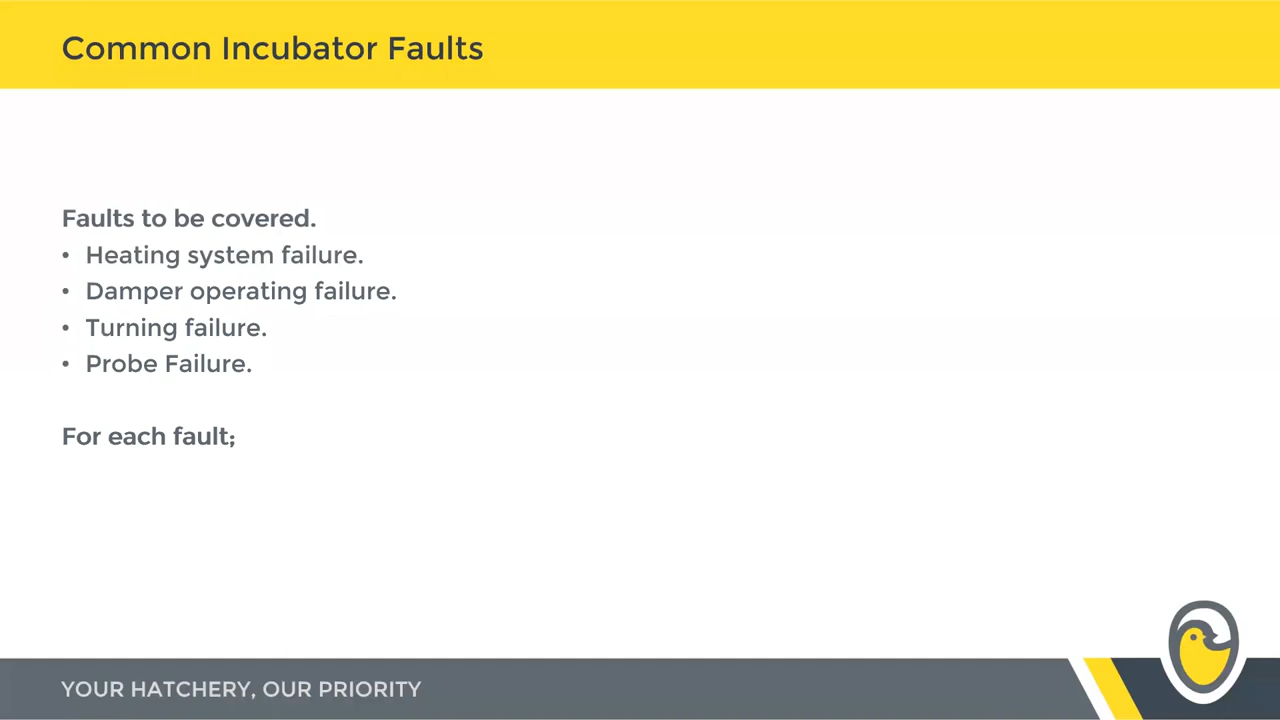 Common Incubator Faults
Faults to be covered.
• Heating system failure.
• Damper operating failure.
• Turning failure.
• Probe Failure.
For each fault;
YOUR HATCHERY, OUR PRIORITY